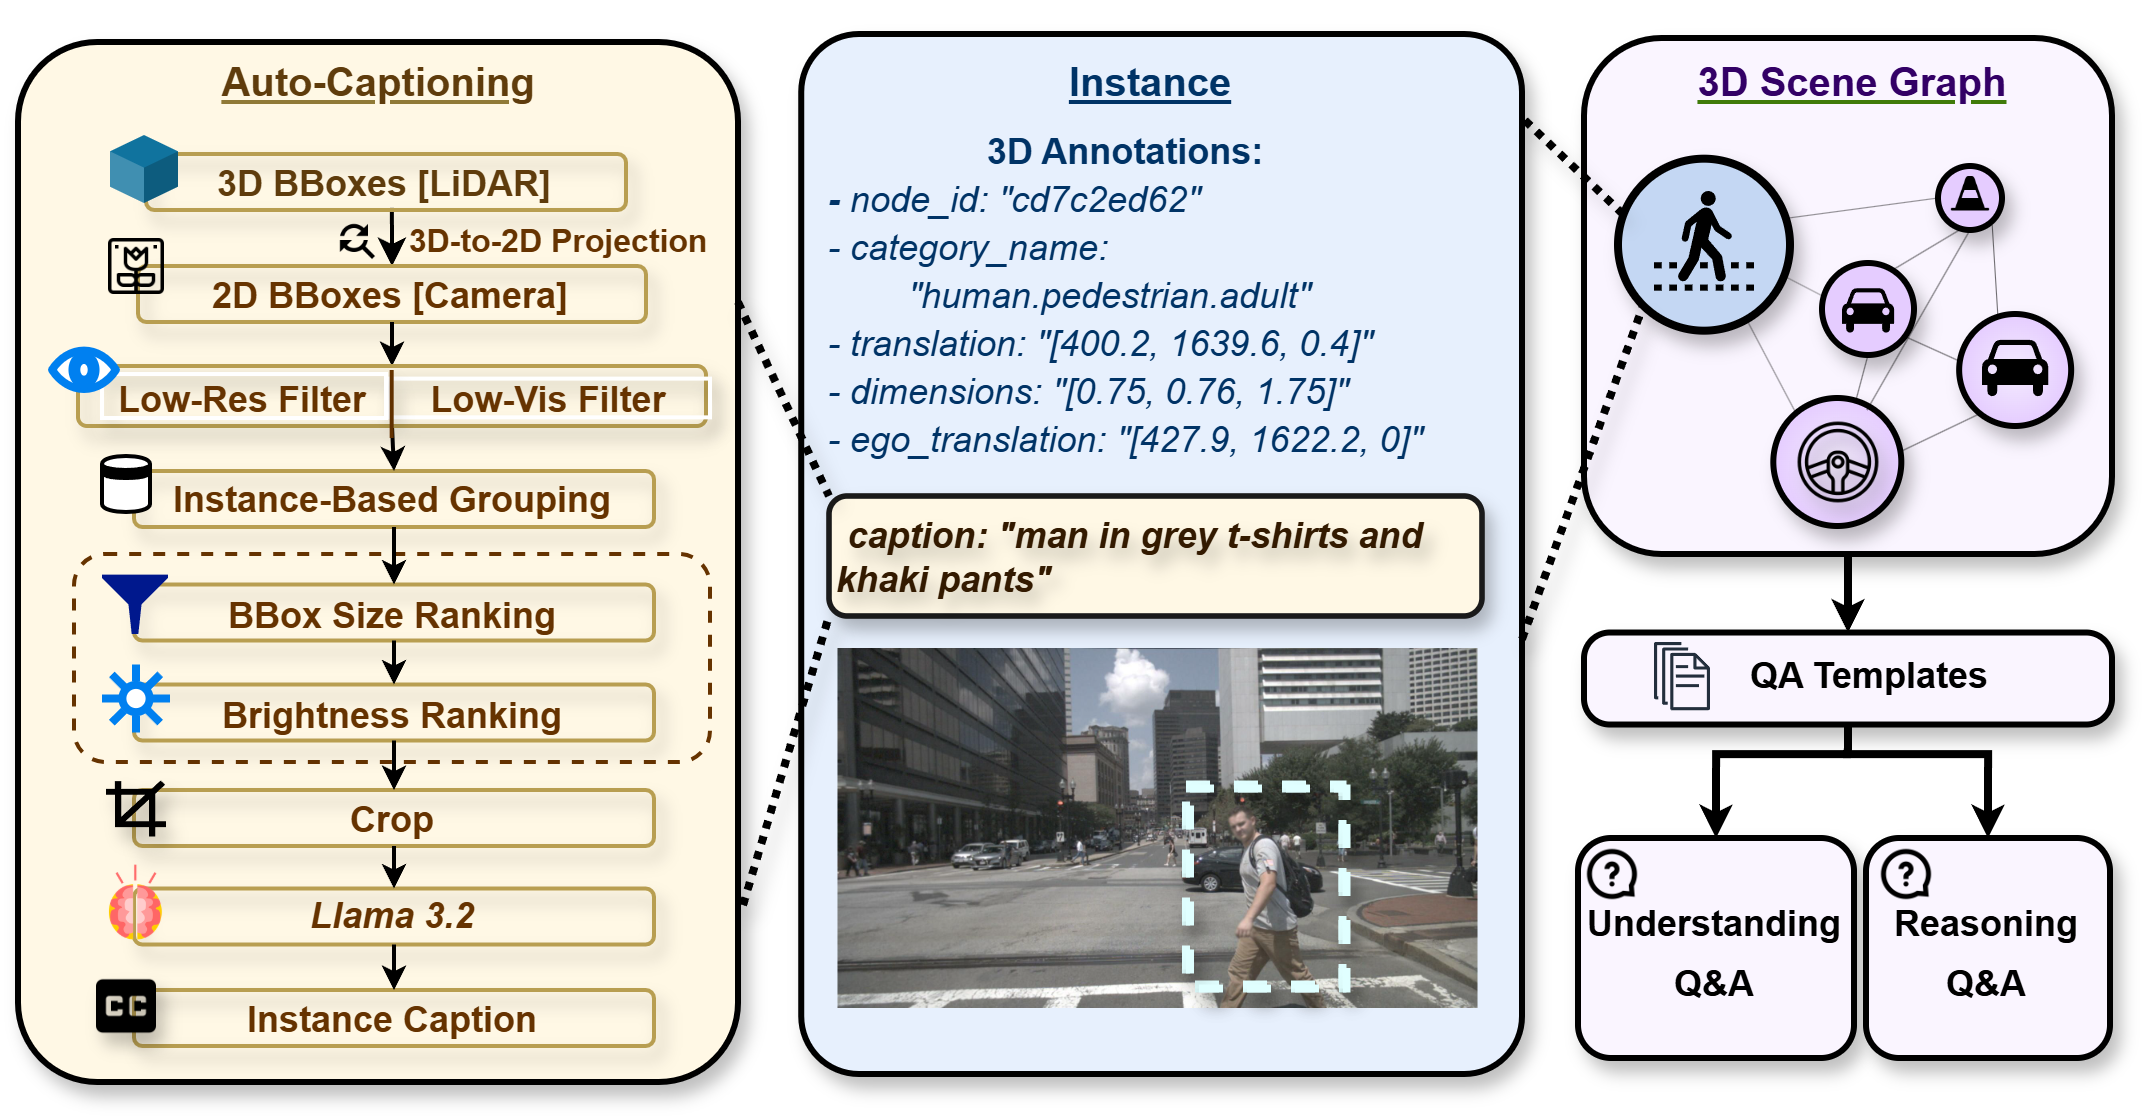 Auto-Captioning
3D BBoxes [LiDAR]
3D-to-2D Projection
2D BBoxes [Camera]
Low-Res Filter
Low-Vis Filter
Instance-Based Grouping
BBox Size Ranking
Brightness Ranking
Crop
Llama 3.2
CC
Instance Caption
Instance
3D Annotations:
- node_id: "cd7c2ed62"
- category_name:
"human.pedestrian.adult"
- translation: "[400.2, 1639.6, 0.4]"
- dimensions: "[0.75, 0.76, 1.75]"
- ego_translation: "[427.9, 1622.2, 0]"
caption: "man in grey t-shirts and
khaki pants"
3D Scene Graph
QA Templates
?
Understanding
Q&A
?
Reasoning
Q&A